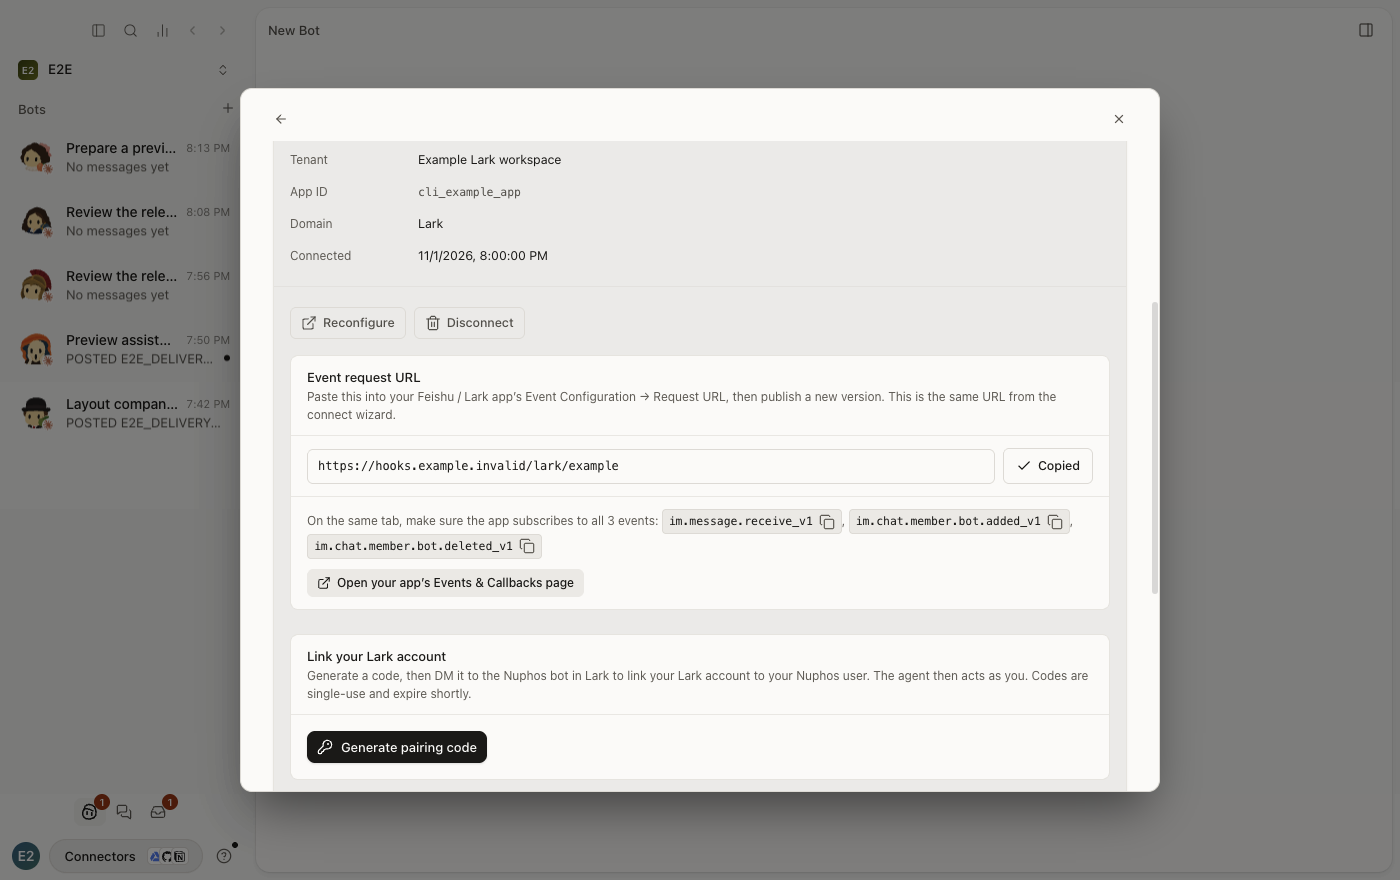 New Bot
E2 E2E
Bots
Prepare a previ... 8:13 PM
No messages yet
Review the rele... 8:08 PM
No messages yet
Review the rele... 7:56 PM
No messages yet
Preview assist... 7:50 PM
POSTED E2E_DELIVER...
Layout compan... 7:42 PM
POSTED E2E_DELIVERY...
1 1
E2 Connectors
Tenant Example Lark workspace
App ID cli_example_app
Domain Lark
Connected 11/1/2026, 8:00:00 PM
Reconfigure Disconnect
Event request URL
Paste this into your Feishu / Lark app's Event Configuration → Request URL, then publish a new version. This is the same URL from the
connect wizard.
https://hooks.example.invalid/lark/example Copied
On the same tab, make sure the app subscribes to all 3 events: im.message.receive_v1 , im.chat.member.bot.added_v1 ,
im.chat.member.bot.deleted_v1
Open your app's Events & Callbacks page
Link your Lark account
Generate a code, then DM it to the Nuphos bot in Lark to link your Lark account to your Nuphos user. The agent then acts as you. Codes are
single-use and expire shortly.
Generate pairing code